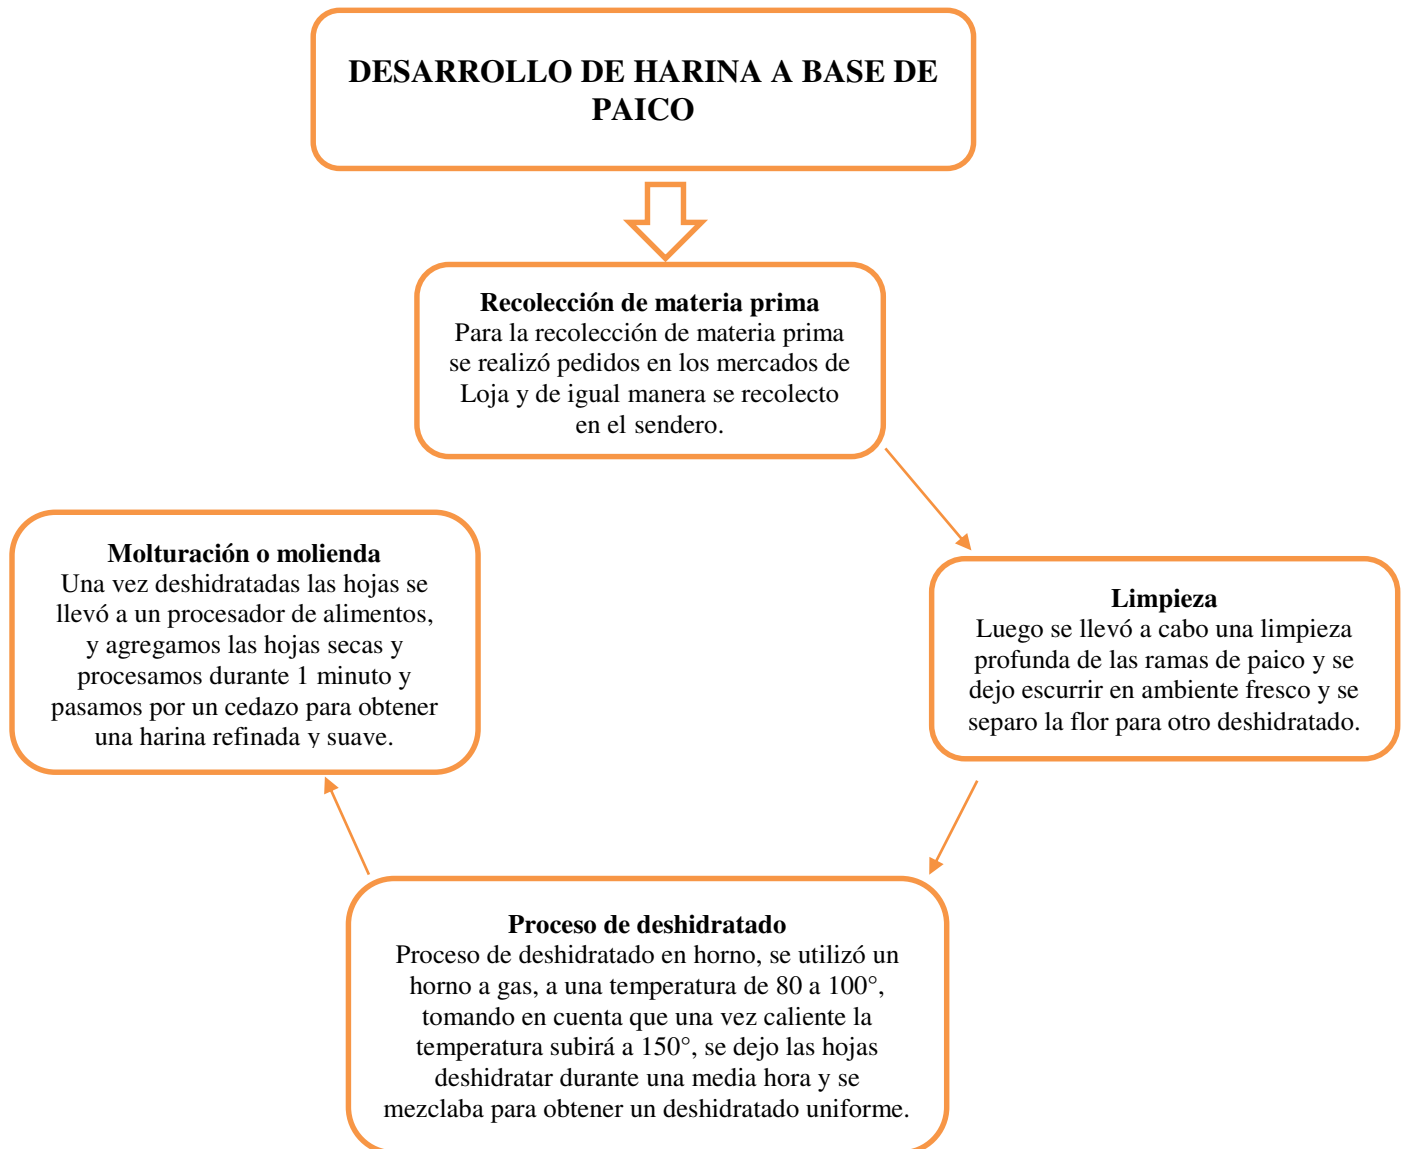 DESARROLLO DE HARINA A BASE DE
PAICO
Recolección de materia prima
Para la recolección de materia prima
se realizó pedidos en los mercados de
Loja y de igual manera se recolecto
en el sendero.
Limpieza
Luego se llevó a cabo una limpieza
profunda de las ramas de paico y se
dejo escurrir en ambiente fresco y se
separo la flor para otro deshidratado.
Proceso de deshidratado
Proceso de deshidratado en horno, se utilizó un
horno a gas, a una temperatura de 80 a 100°,
tomando en cuenta que una vez caliente la
temperatura subirá a 150°, se dejo las hojas
deshidratar durante una media hora y se
mezclaba para obtener un deshidratado uniforme.
Molturación o molienda
Una vez deshidratadas las hojas se
llevó a un procesador de alimentos,
y agregamos las hojas secas y
procesamos durante 1 minuto y
pasamos por un cedazo para obtener
una harina refinada y suave.